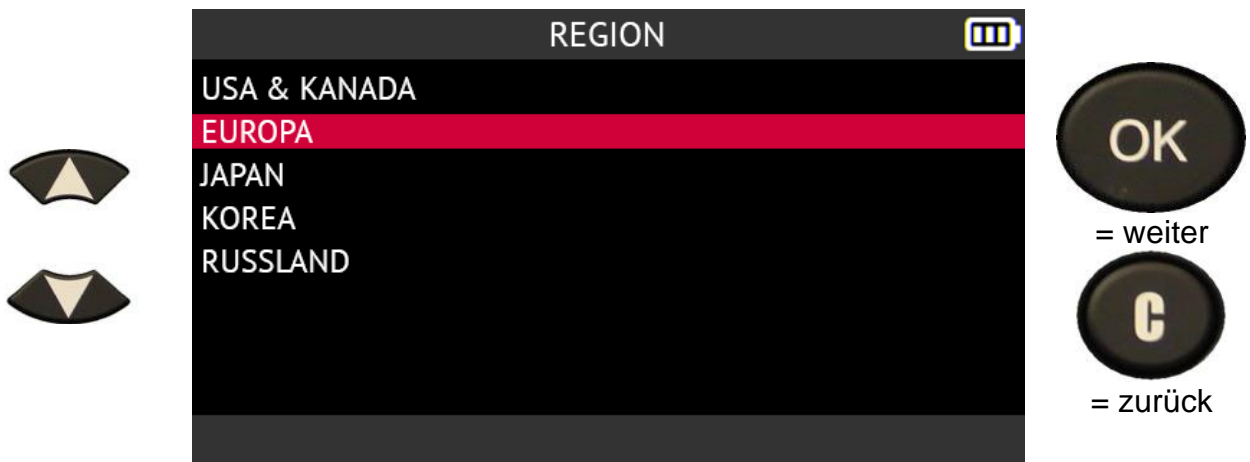 REGION
USA & KANADA
EUROPA
JAPAN
KOREA
RUSSLAND
OK
= weiter
C
= zurück